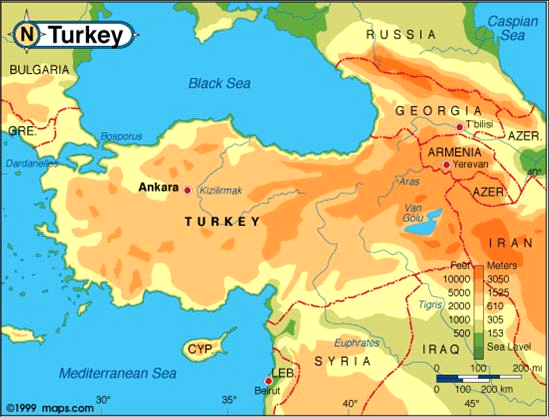 N Turkey
Caspian
Sea
RUSSIA
BULGARIA
Black Sea
GEORGIA
T'bilisi
GRE.
Bosporus
AZER.
ARMENIA
Yerevan
Dardanelles
40°
Ankara
Kizilirmak
Aras
AZER.
TURKEY
Van
Golu
IRAN
Feet Meters
10000 3050
5000 1525
2000 610
1000 305
500 153
Sea Level
Tigris
Euphrates
CYP.
SYRIA
IRAQ
0 100 200 mi
0 100 200 km
Mediterranean Sea
LEB.
Beirut
30°
35°
40°
45°
©1999 maps.com